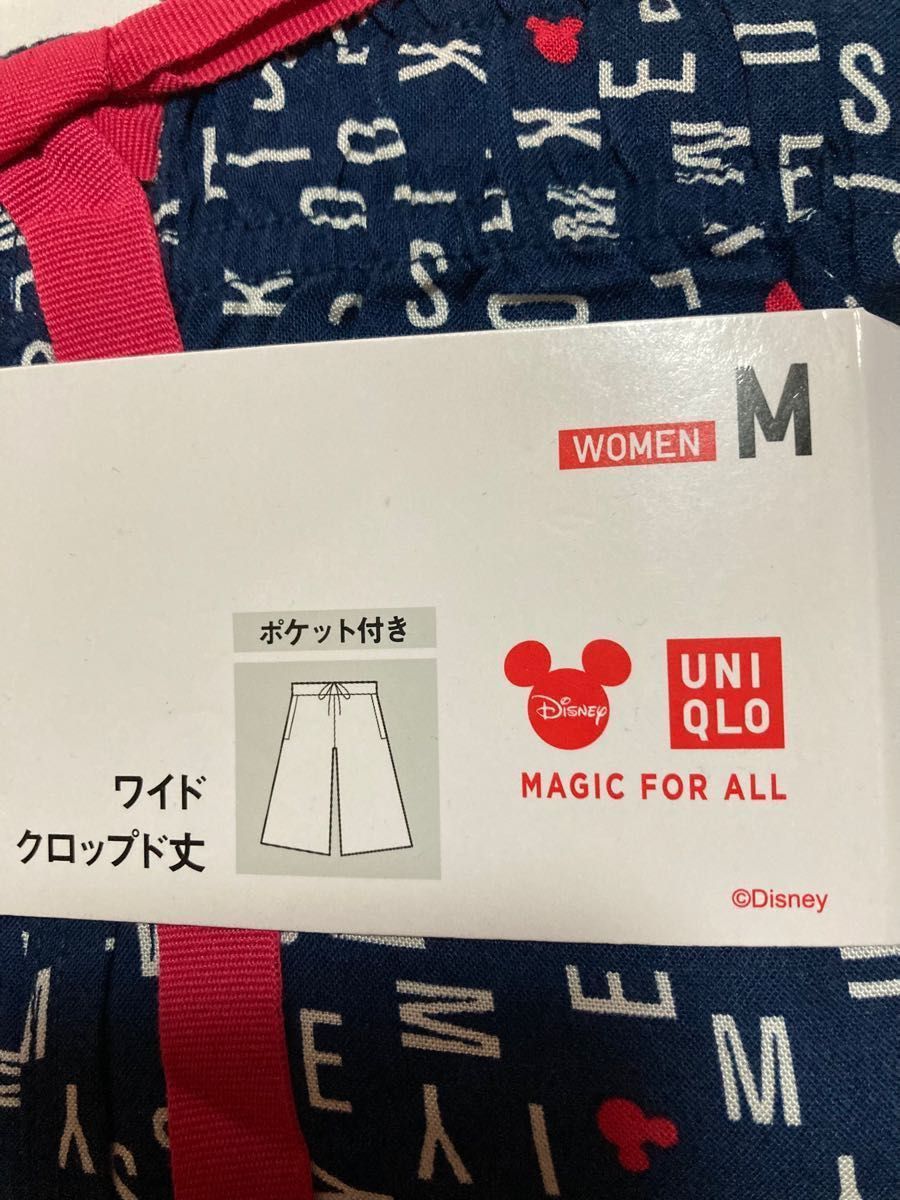 WOMEN M
ポケット付き
DISNEY
UNI
QLO
MAGIC FOR ALL
ワイド
クロップド丈
©Disney